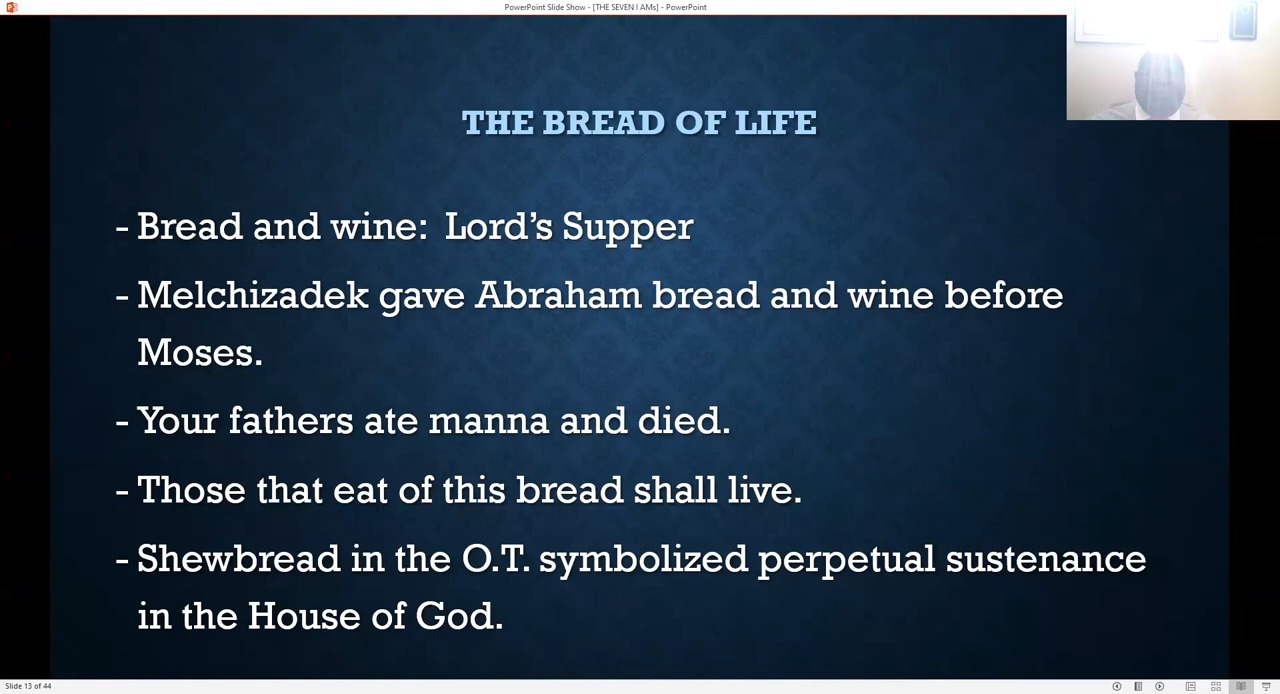 PowerPoint Slide Show - [THE SEVEN I AMs] - PowerPoint
THE BREAD OF LIFE
- Bread and wine: Lord's Supper
- Melchizadek gave Abraham bread and wine before
Moses.
- Your fathers ate manna and died.
- Those that eat of this bread shall live.
- Shewbread in the O.T. symbolized perpetual sustenance
in the House of God.
Slide 13 of 44